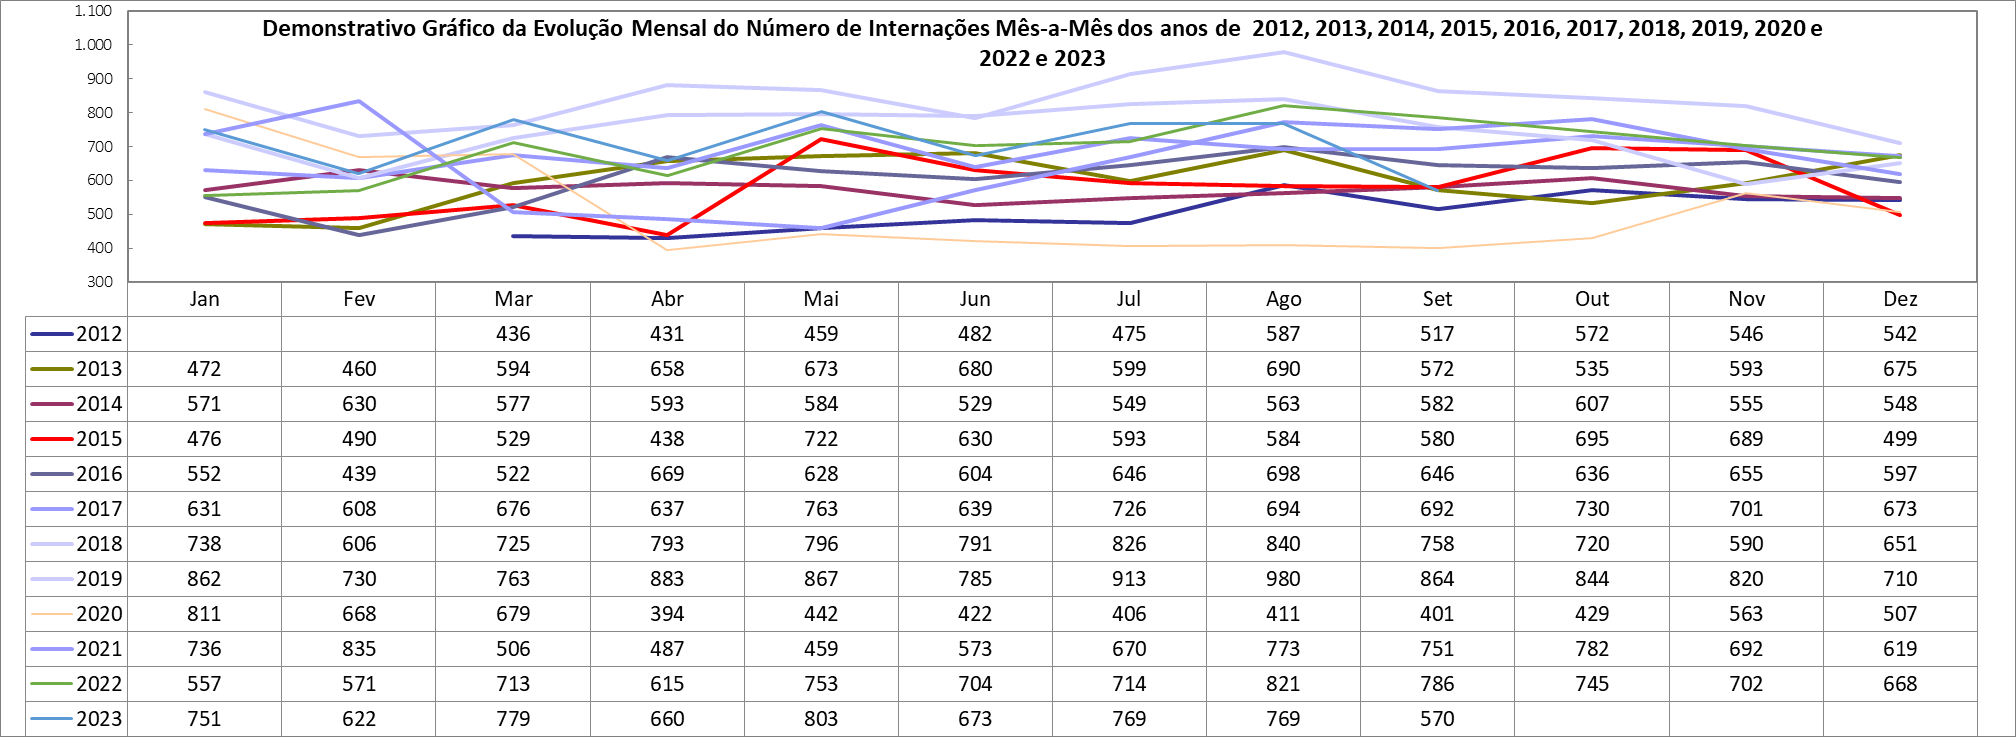 Demonstrativo Gráfico da Evolução Mensal do Número de Internações Mês-a-Mês dos anos de 2012, 2013, 2014, 2015, 2016, 2017, 2018, 2019, 2020 e
2022 e 2023
1.100
1.000
900
800
700
600
500
400
300
Jan Fev Mar Abr Mai Jun Jul Ago Set Out Nov Dez
2012 436 431 459 482 475 587 517 572 546 542
2013 472 460 594 658 673 680 599 690 572 535 593 675
2014 571 630 577 593 584 529 549 563 582 607 555 548
2015 476 490 529 438 722 630 593 584 580 695 689 499
2016 552 439 522 669 628 604 646 698 646 636 655 597
2017 631 608 676 637 763 639 726 694 692 730 701 673
2018 738 606 725 793 796 791 826 840 758 720 590 651
2019 862 730 763 883 867 785 913 980 864 844 820 710
2020 811 668 679 394 442 422 406 411 401 429 563 507
2021 736 835 506 487 459 573 670 773 751 782 692 619
2022 557 571 713 615 753 704 714 821 786 745 702 668
2023 751 622 779 660 803 673 769 769 570